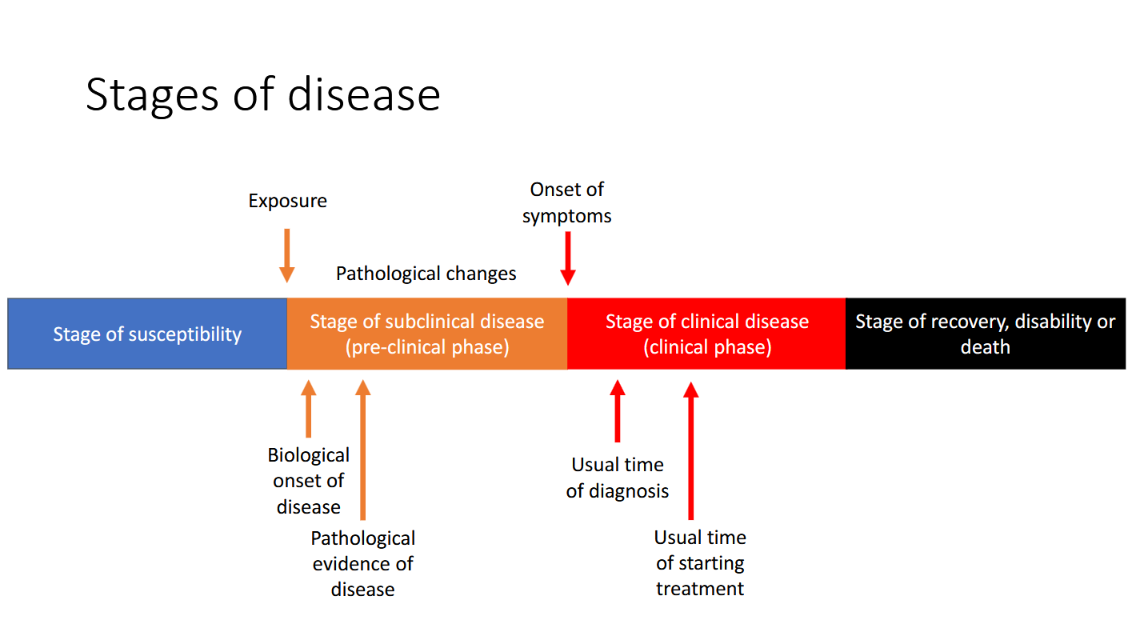 Stages of disease
Exposure
Onset of
symptoms
Pathological changes
Stage of susceptibility
Stage of subclinical disease
(pre-clinical phase)
Stage of clinical disease
(clinical phase)
Stage of recovery, disability or
death
Biological
onset of
disease
Pathological
evidence of
disease
Usual time
of diagnosis
Usual time
of starting
treatment